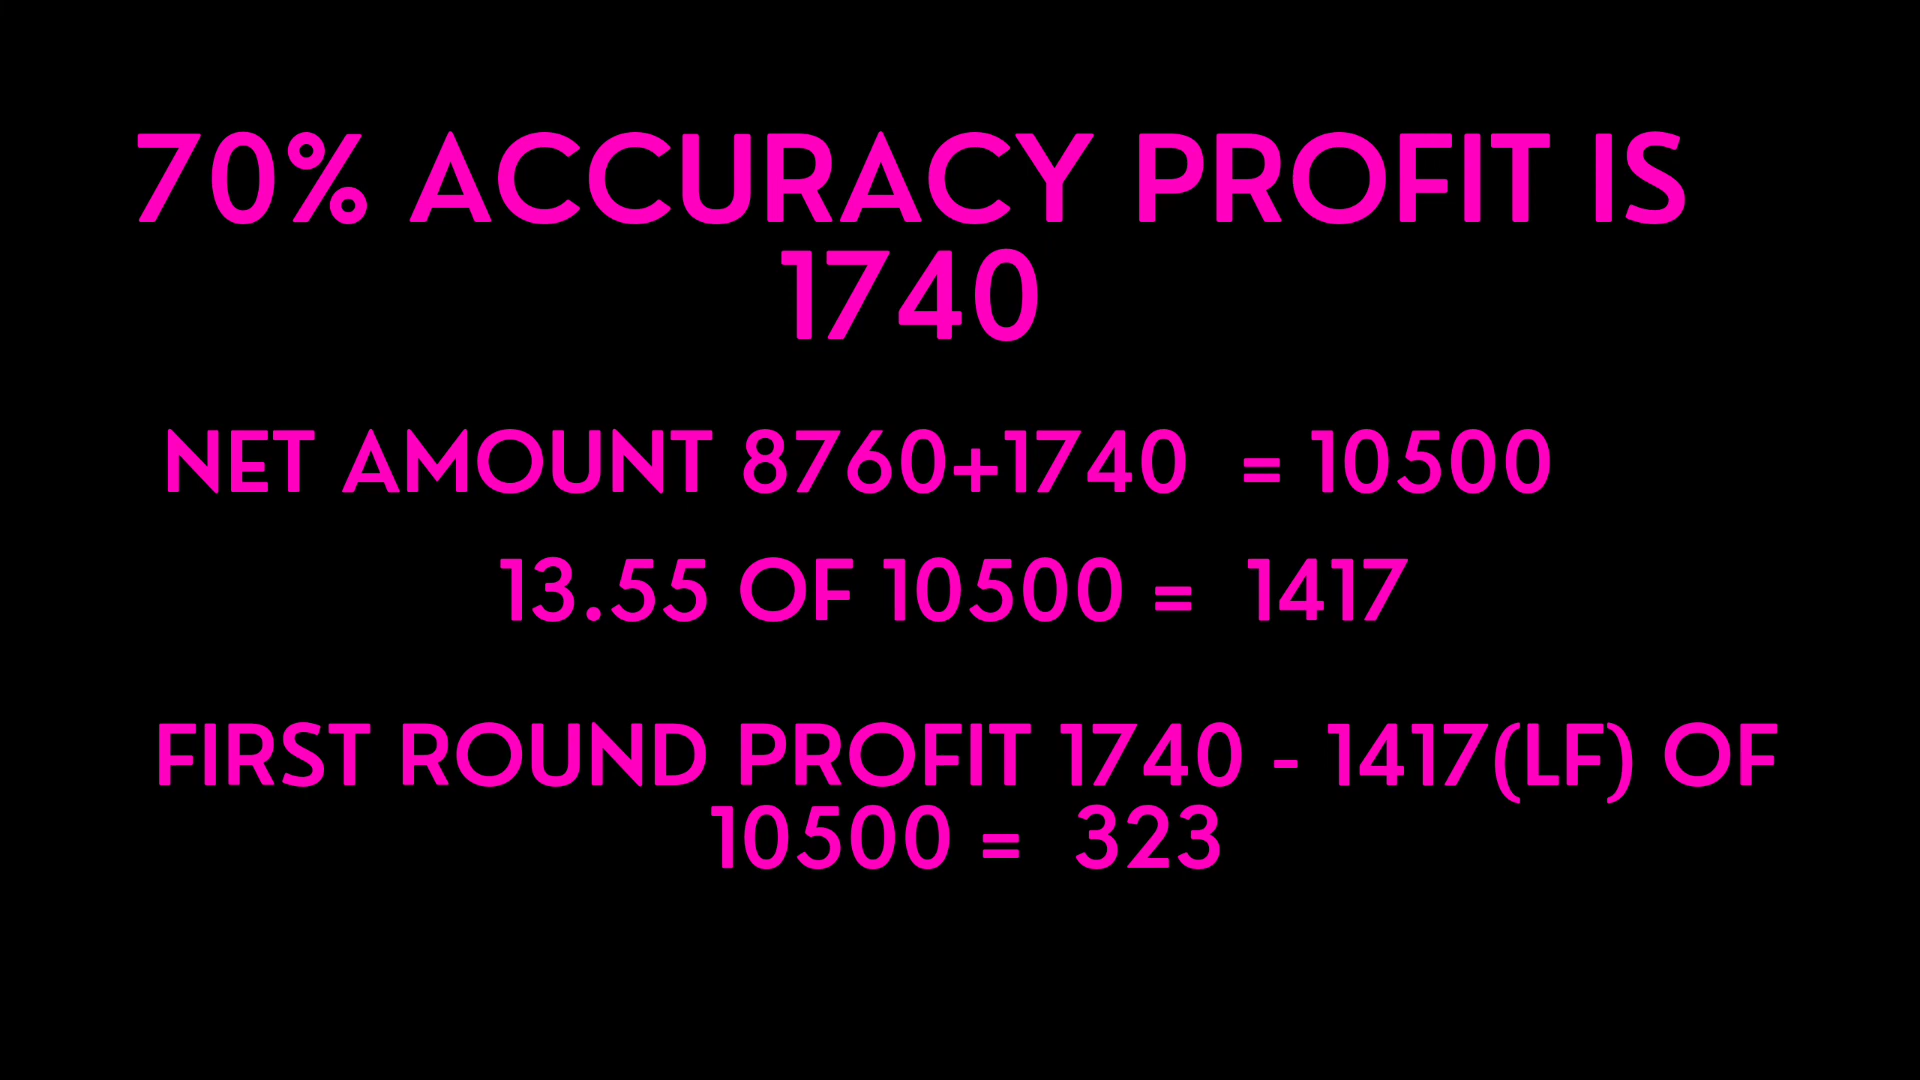 70% ACCURACY PROFIT IS
1740
NET AMOUNT 8760+1740 = 10500
13.55 OF 10500 = 1417
FIRST ROUND PROFIT 1740 - 1417(LF) OF
10500 = 323